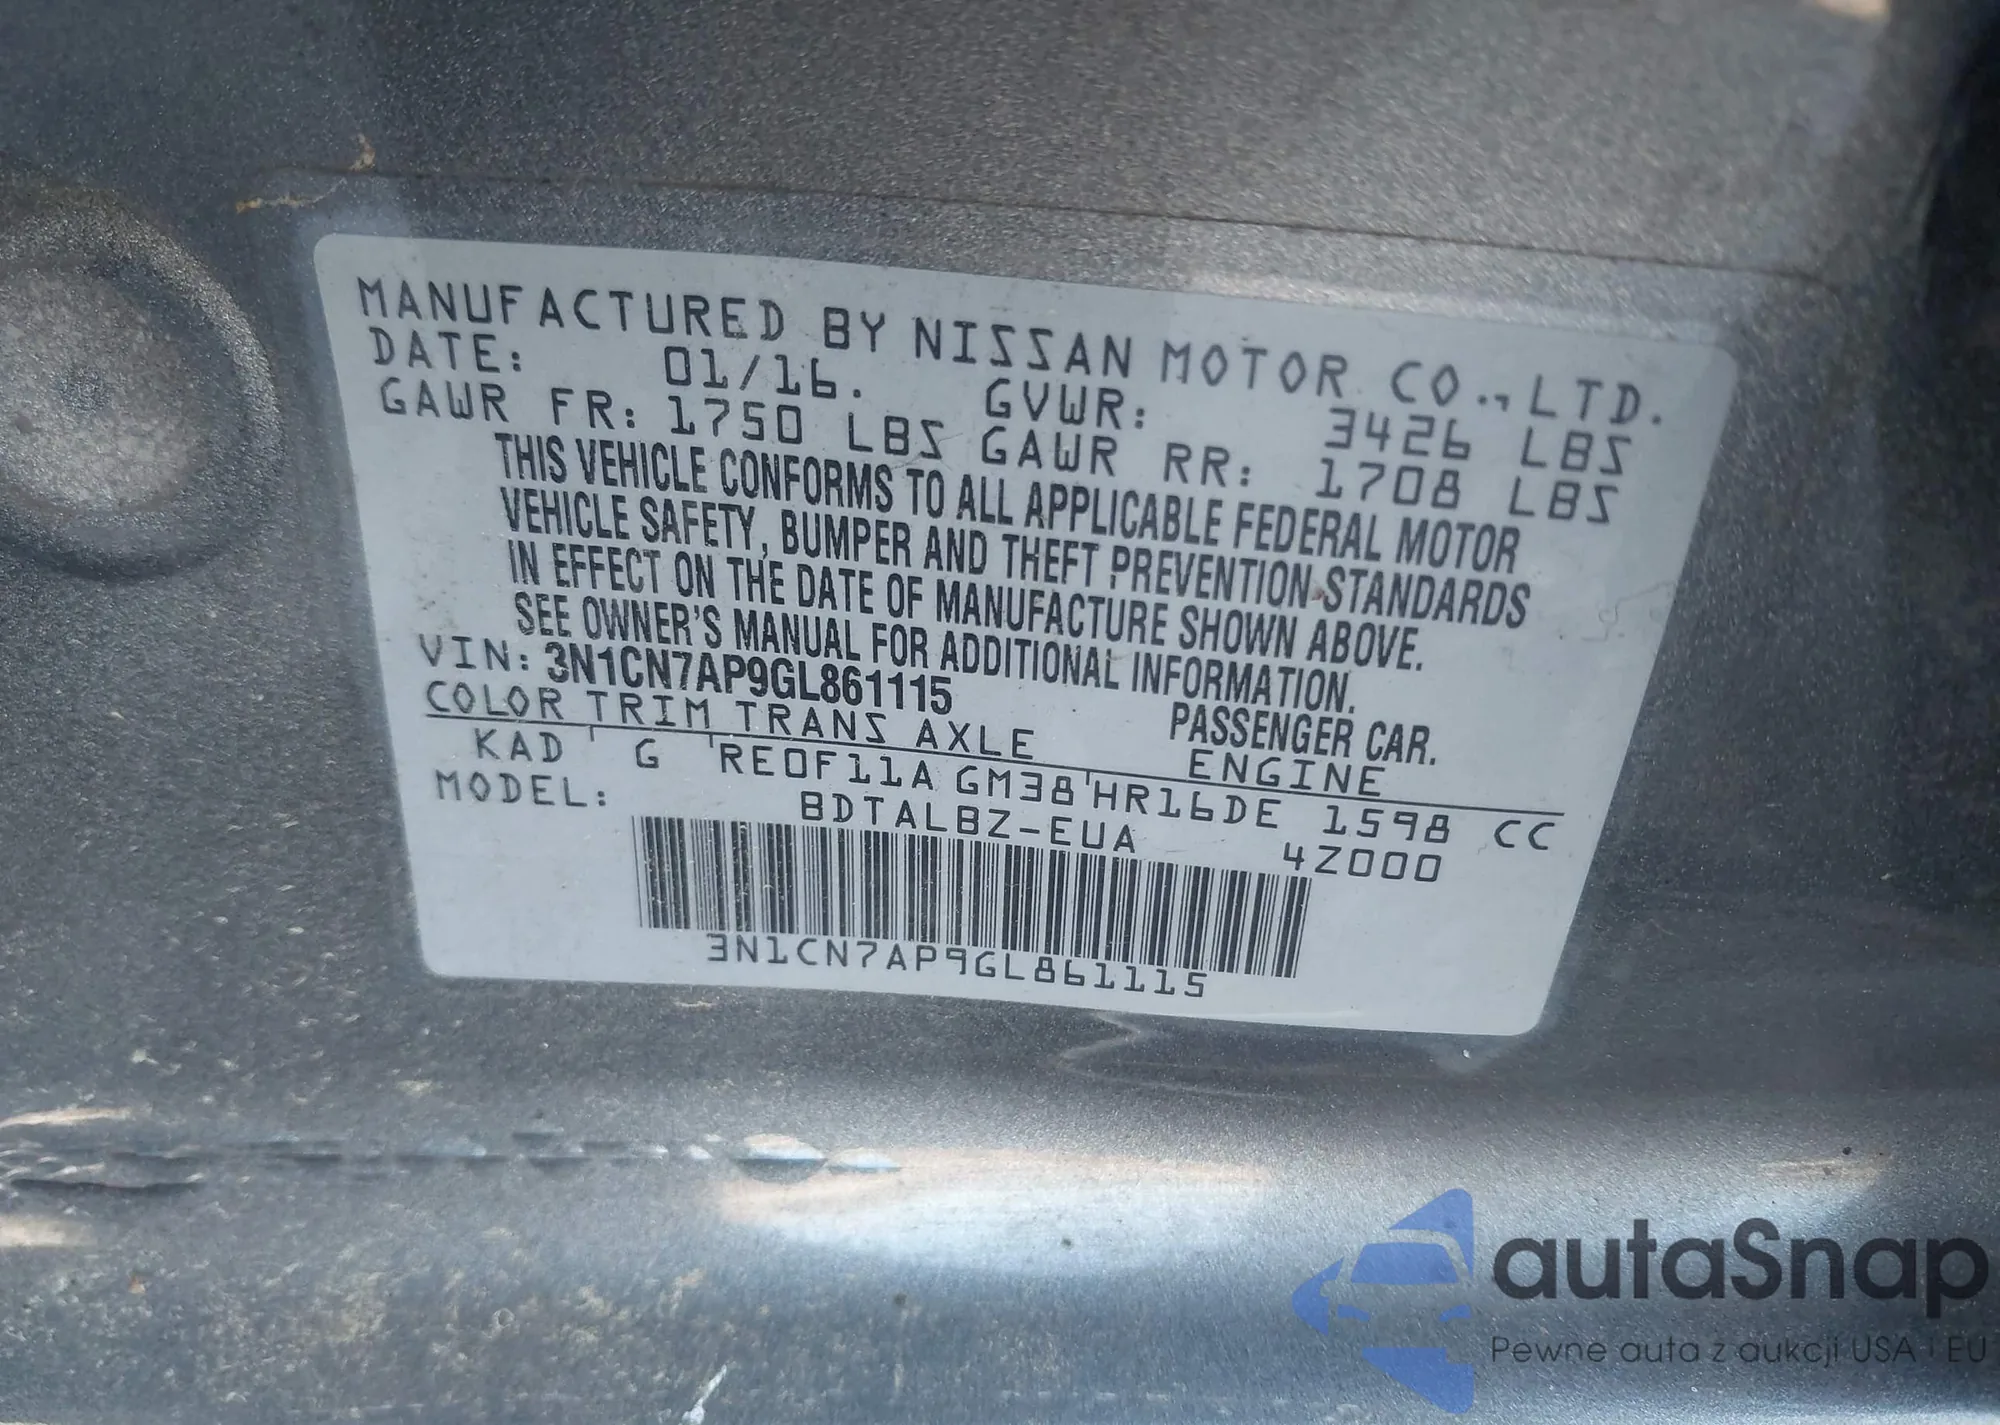 MANUFACTURED BY NISSAN MOTOR CO., LTD.
DATE: 01/16. GVWR: 3426 LBS
GAWR FR: 1750 LBS GAWR RR: 1708 LBS
THIS VEHICLE CONFORMS TO ALL APPLICABLE FEDERAL MOTOR
VEHICLE SAFETY, BUMPER AND THEFT PREVENTION STANDARDS
IN EFFECT ON THE DATE OF MANUFACTURE SHOWN ABOVE.
SEE OWNER'S MANUAL FOR ADDITIONAL INFORMATION.
VIN: 3N1CN7AP9GL861115 PASSENGER CAR.
COLOR TRIM TRANS AXLE ENGINE
KAD G RE0F11A GM38 HR16DE 1598 CC
MODEL: BDTALBZ-EUA 4Z000
3N1CN7AP9GL861115
autaSnap
Pewne auta z aukcji USA i EU